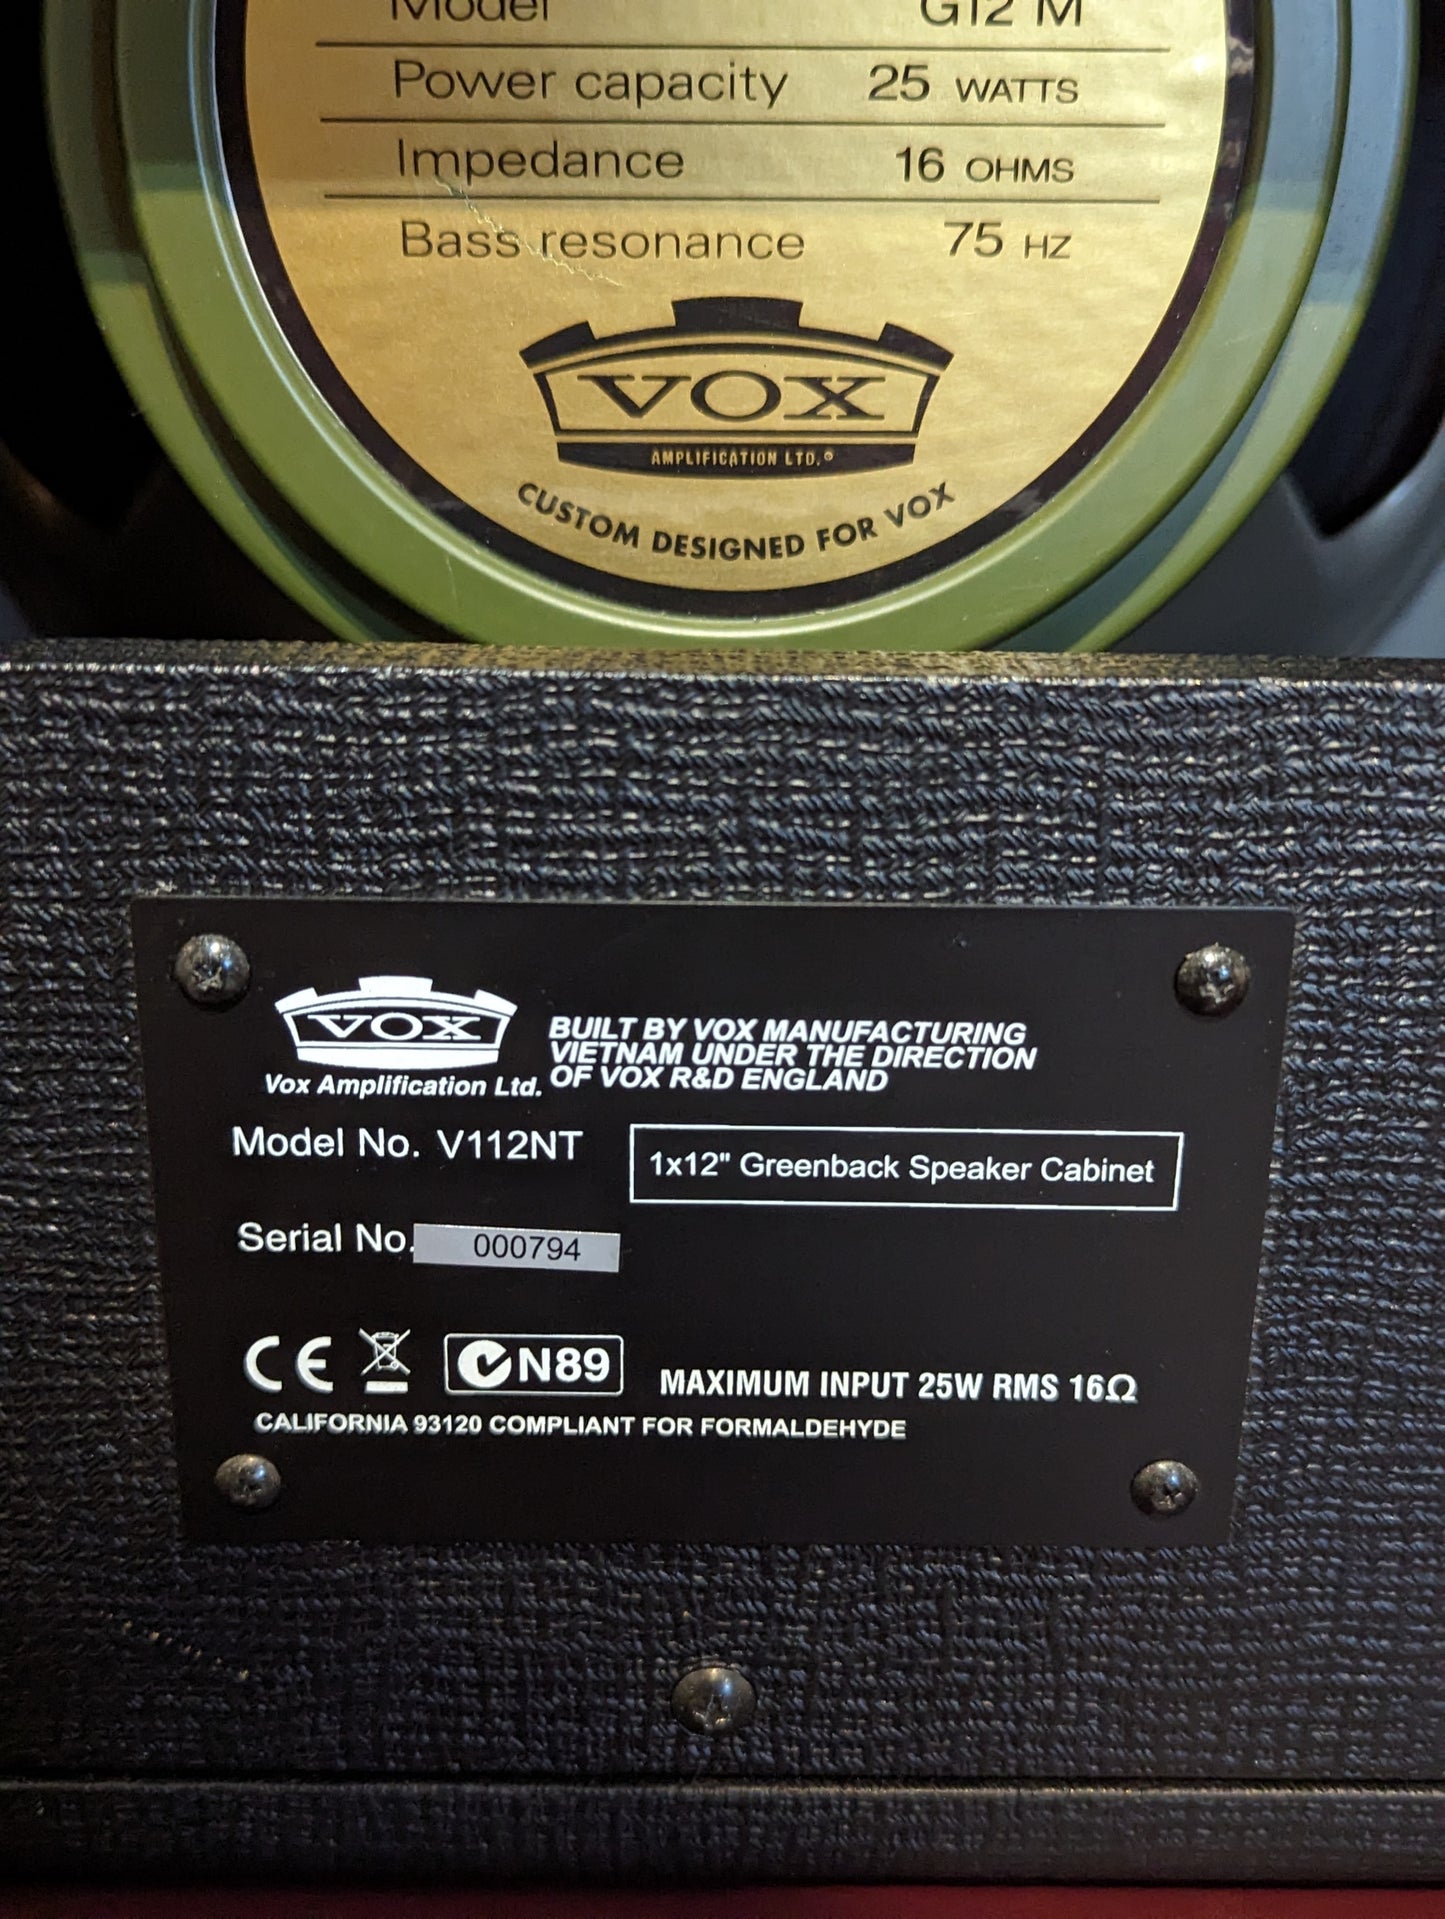 Model G12 M
Power capacity 25 WATTS
Impedance 16 OHMS
Bass resonance 75 HZ
VOX
AMPLIFICATION LTD.®
CUSTOM DESIGNED FOR VOX
VOX
Vox Amplification Ltd.
BUILT BY VOX MANUFACTURING
VIETNAM UNDER THE DIRECTION
OF VOX R&D ENGLAND
Model No. V112NT
1x12" Greenback Speaker Cabinet
Serial No. 000794
CE N89 MAXIMUM INPUT 25W RMS 16Ω
CALIFORNIA 93120 COMPLIANT FOR FORMALDEHYDE